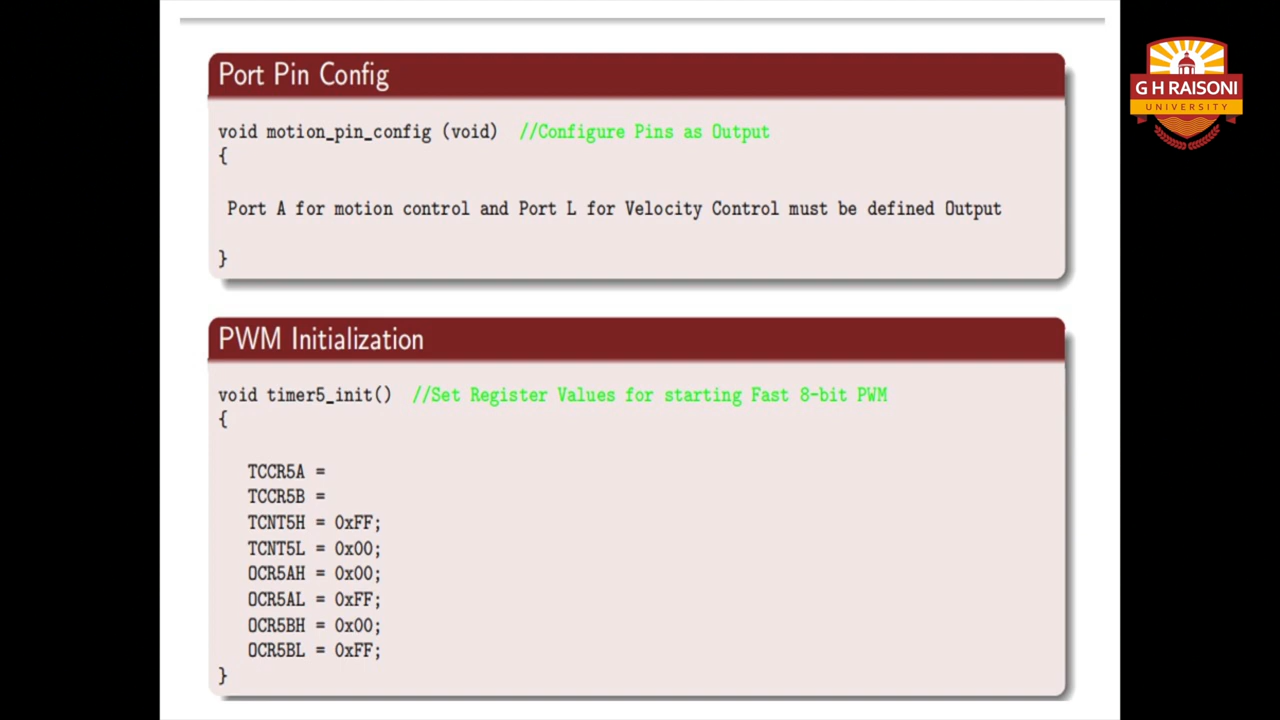 Port Pin Config
void motion_pin_config (void) //Configure Pins as Output
{
Port A for motion control and Port L for Velocity Control must be defined Output
}
PWM Initialization
void timer5_init() //Set Register Values for starting Fast 8-bit PWM
{
TCCR5A =
TCCR5B =
TCNT5H = 0xFF;
TCNT5L = 0x00;
OCR5AH = 0x00;
OCR5AL = 0xFF;
OCR5BH = 0x00;
OCR5BL = 0xFF;
}
G H RAISONI
UNIVERSITY